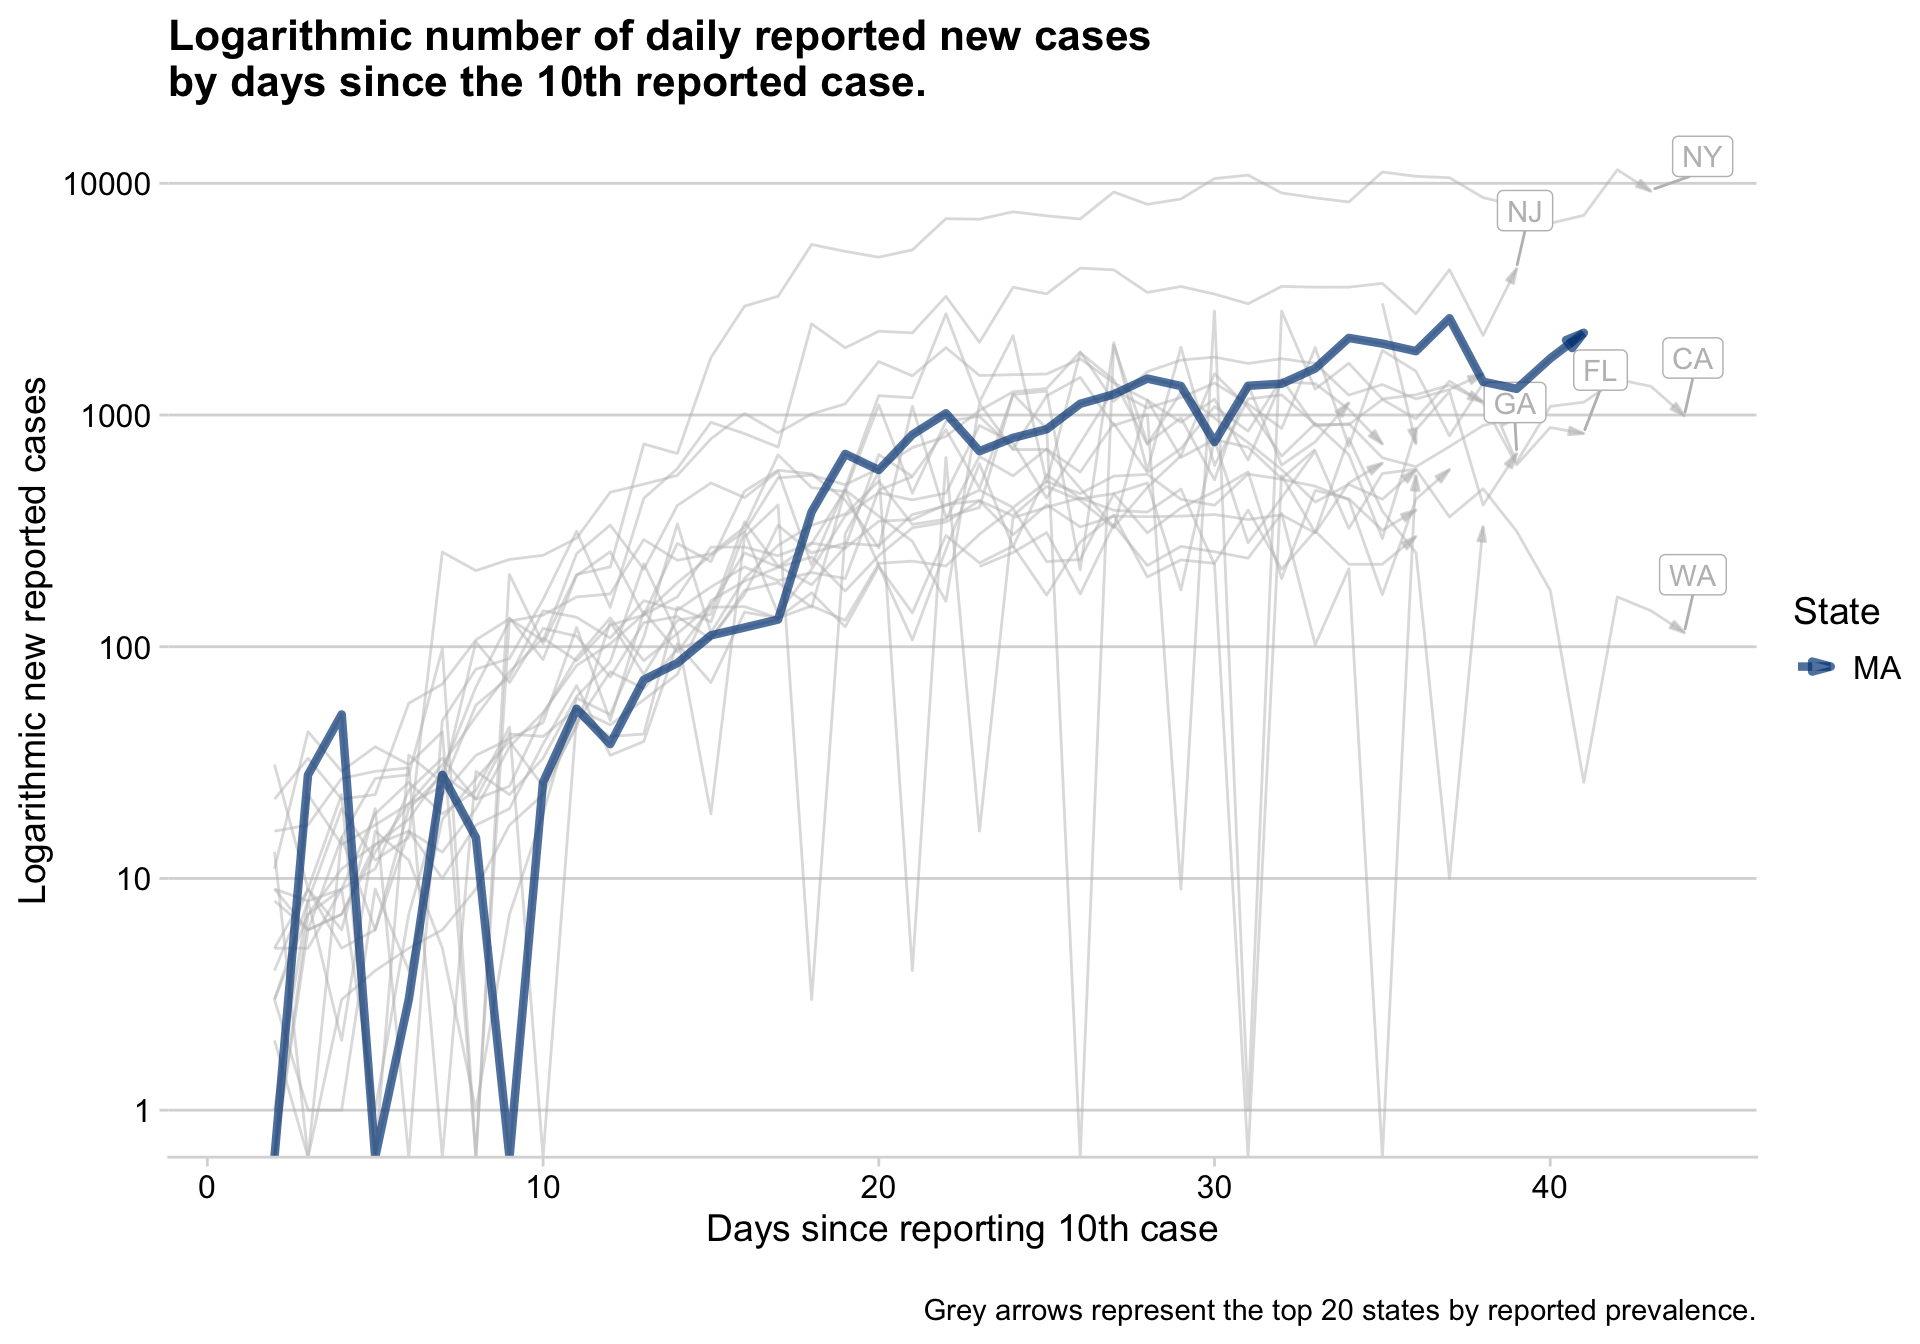 Logarithmic number of daily reported new cases
by days since the 10th reported case.
NY
10000
NJ
CA
FL
1000
GA
WA
State
100
MA
10
1
0 10 20 30 40
Logarithmic new reported cases
Days since reporting 10th case
Grey arrows represent the top 20 states by reported prevalence.